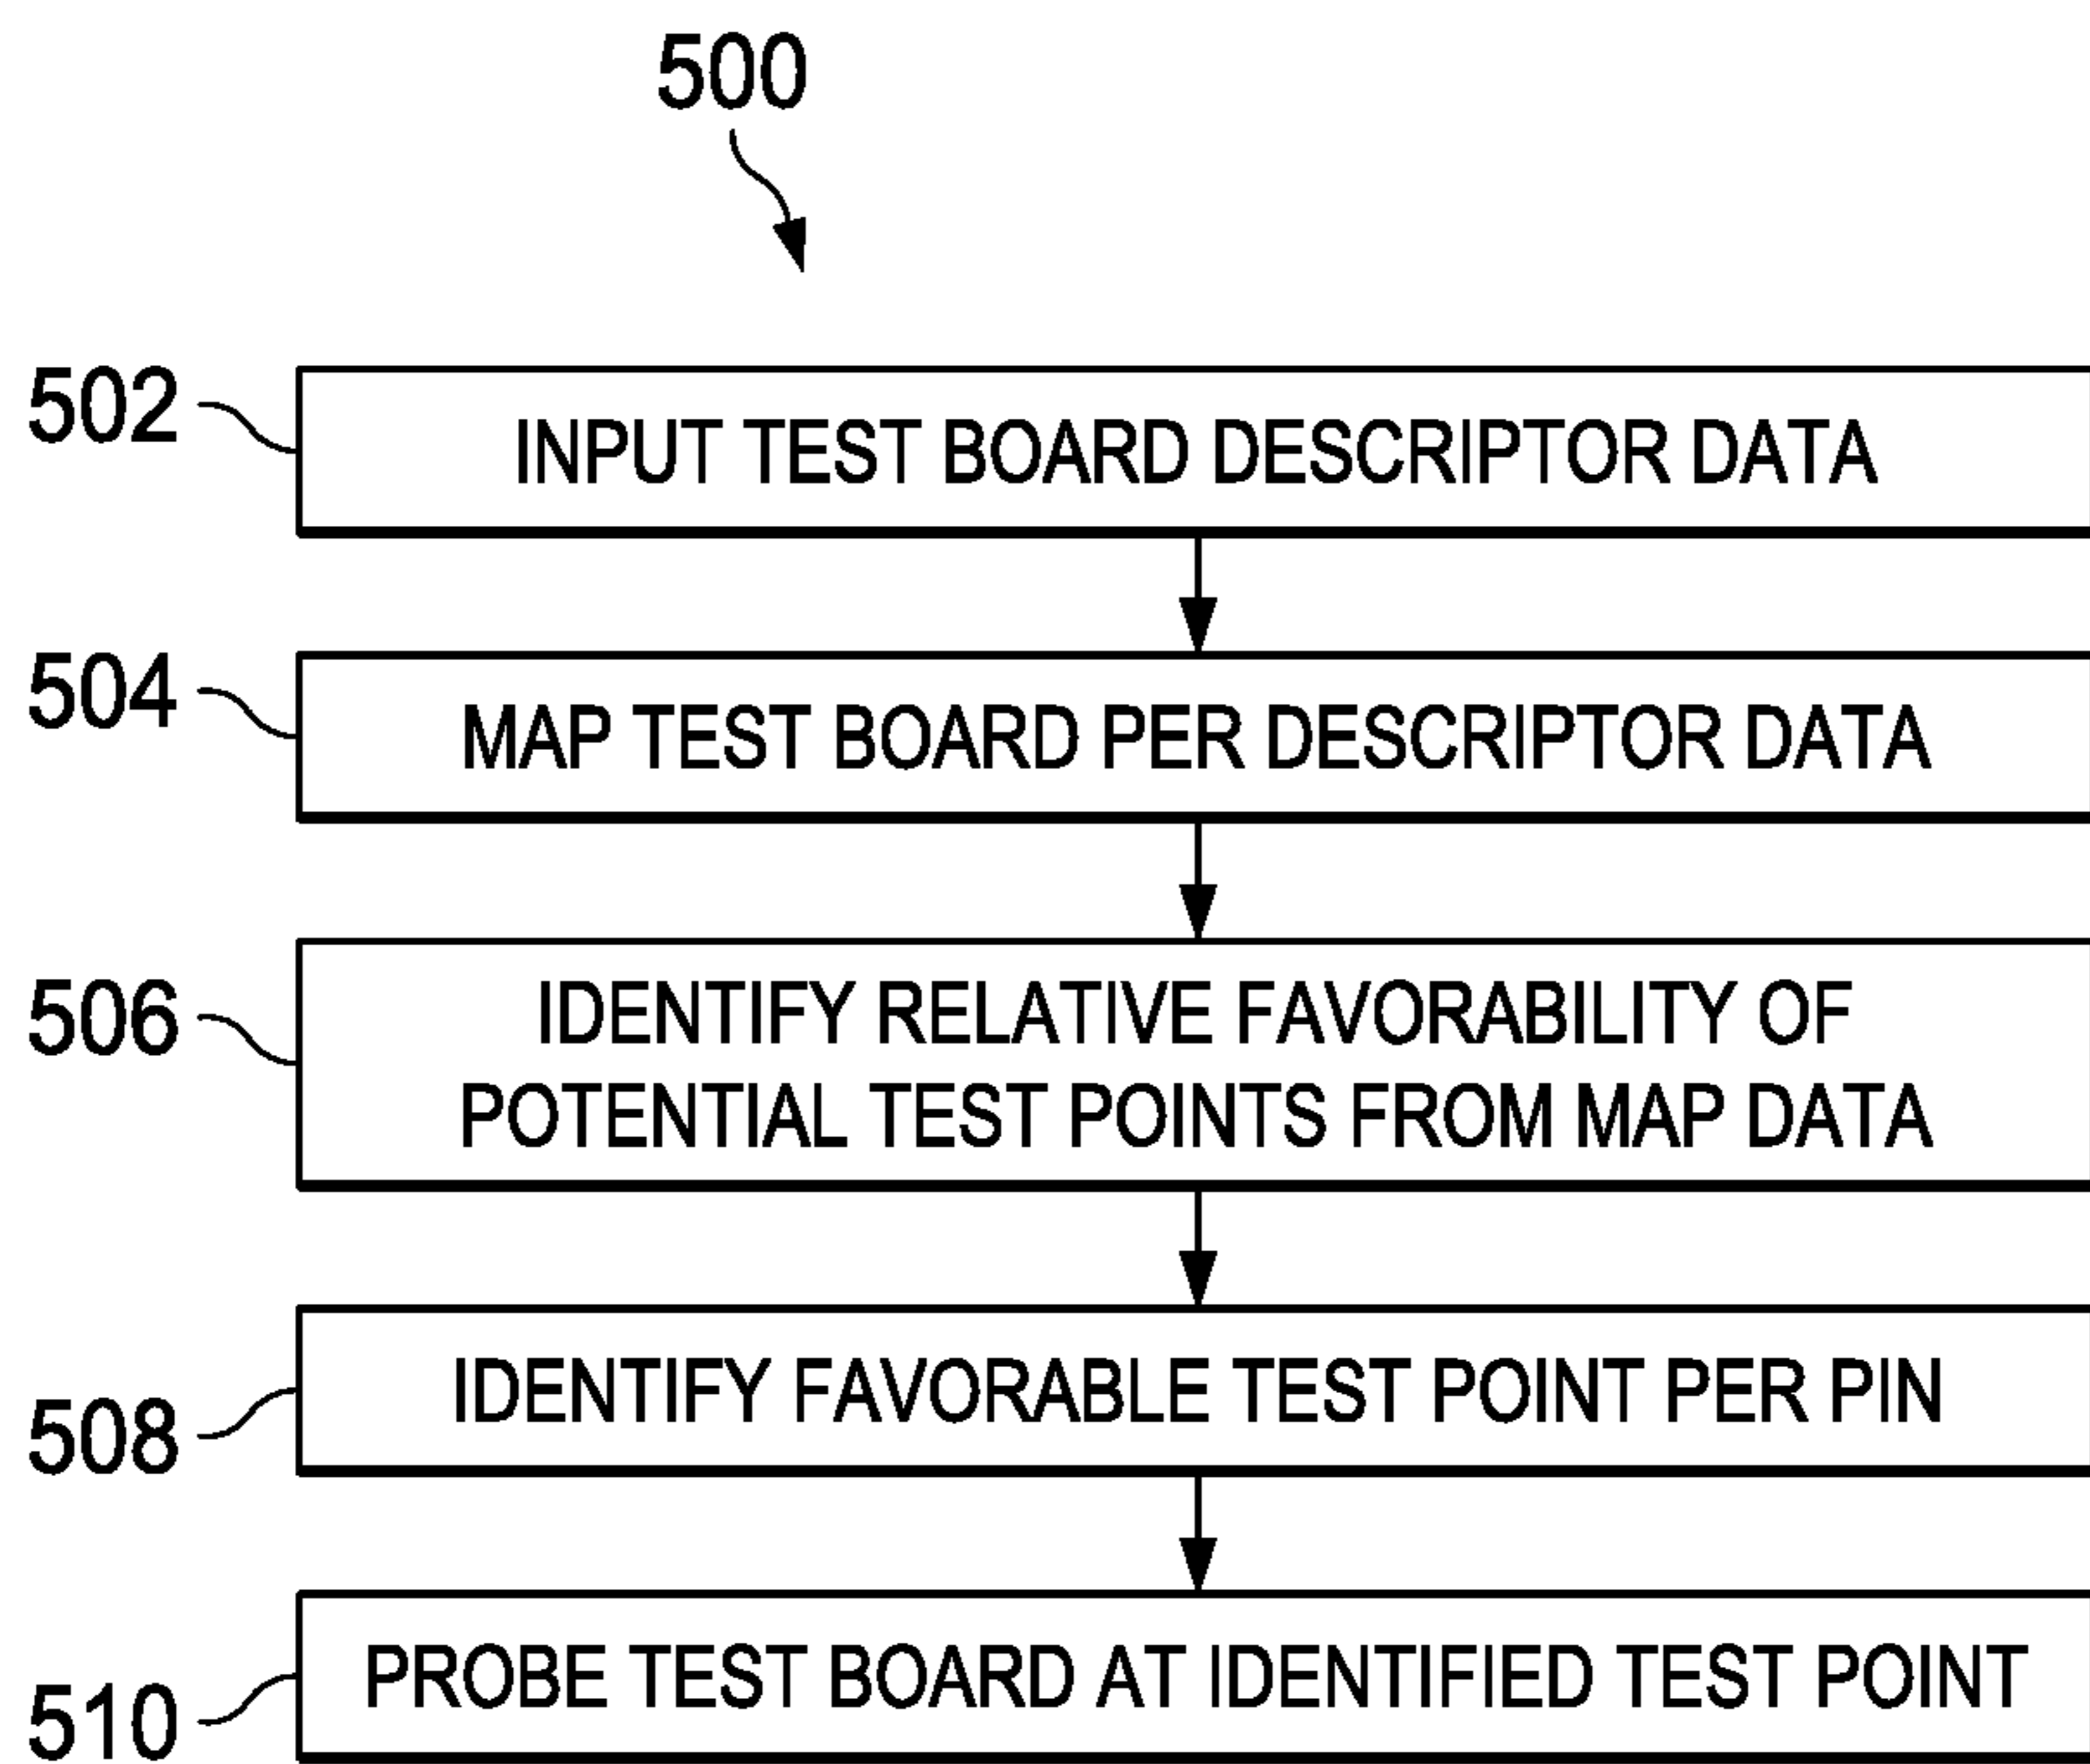 500
502
INPUT TEST BOARD DESCRIPTOR DATA
504
MAP TEST BOARD PER DESCRIPTOR DATA
506
IDENTIFY RELATIVE FAVORABILITY OF
POTENTIAL TEST POINTS FROM MAP DATA
508
IDENTIFY FAVORABLE TEST POINT PER PIN
510
PROBE TEST BOARD AT IDENTIFIED TEST POINT